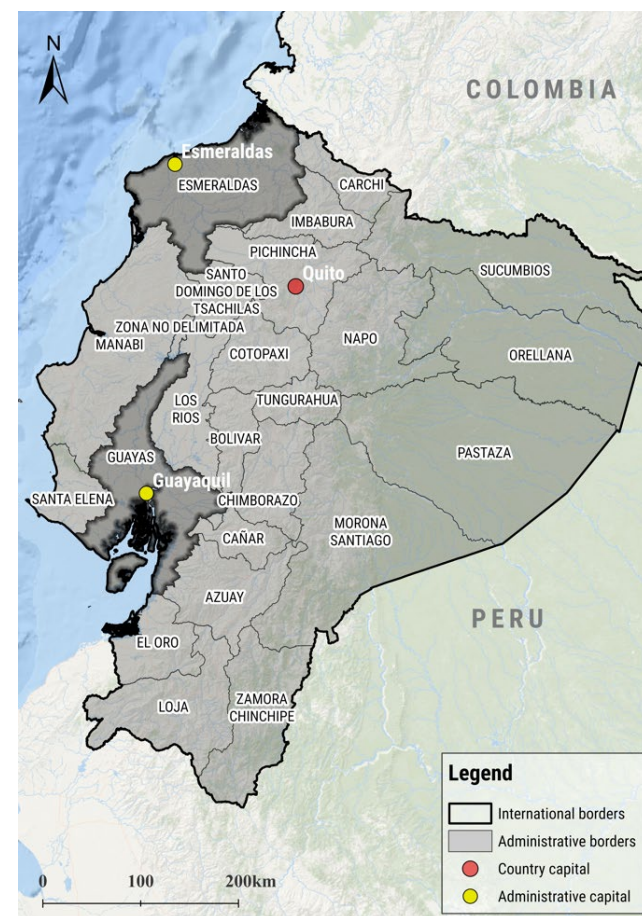 N
COLOMBIA
Esmeraldas
ESMERALDAS
CARCHI
IMBABURA
PICHINCHA
SUCUMBIOS
Quito
SANTO
DOMINGO DE LOS
TSACHILAS
ZONA NO DELIMITADA
MANABI
NAPO
COTOPAXI
ORELLANA
LOS
RIOS
TUNGURAHUA
BOLIVAR
PASTAZA
GUAYAS
Guayaquil
SANTA ELENA
CHIMBORAZO
MORONA
SANTIAGO
CAÑAR
AZUAY
PERU
EL ORO
LOJA
ZAMORA
CHINCHIPE
Legend
International borders
Administrative borders
Country capital
Administrative capital
0 100 200km